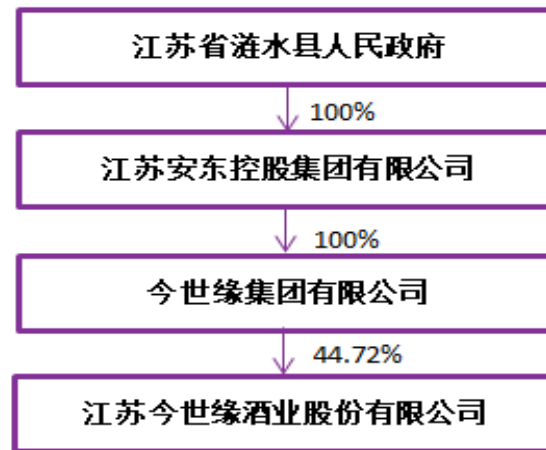 江苏省涟水县人民政府
100%
江苏安东控股集团有限公司
100%
今世缘集团有限公司
44.72%
江苏今世缘酒业股份有限公司